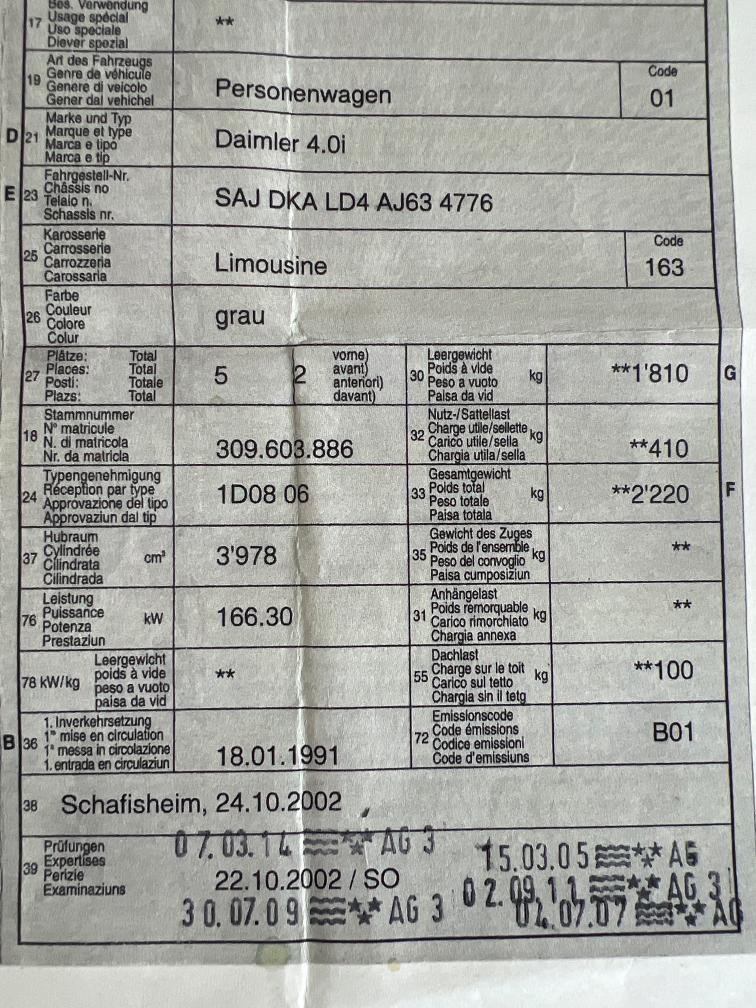 Bes. Verwendung
17 Usage spécial **
Uso speciale
Diever spezial
Art des Fahrzeugs
19 Genre de véhicule Personenwagen Code
Genere di veicolo 01
Gener dal vehichel
Marke und Typ
D 21 Marque et type Daimler 4.0i
Marca e tipo
Marca e tip
Fahrgestell-Nr.
E 23 Châssis no SAJ DKA LD4 AJ63 4776
Telaio n.
Schassis nr.
Karosserie
25 Carrosserie Limousine Code
Carrozzeria 163
Carossaria
Farbe
26 Couleur grau
Colore
Colur
Plätze: Total vorne) Leergewicht
27 Places: Total 5 2 avant) 30 Poids à vide kg **1'810 G
Posti: Totale anteriori) Peso a vuoto
Plazs: Total davant) Paisa da vid
Stammnummer Nutz-/Sattellast
18 N° matricule 309.603.886 32 Charge utile/sellette kg **410
N. di matricola Carico utile/sella
Nr. da matricla Chargia utila/sella
Typengenehmigung Gesamtgewicht
24 Réception par type 1D08 06 33 Poids total kg **2'220 F
Approvazione del tipo Peso totale
Approvaziun dal tip Paisa totala
Hubraum Gewicht des Zuges
37 Cylindrée cm³ 3'978 35 Poids de l'ensemble kg **
Cilindrata Peso del convoglio
Cilindrada Paisa cumposiziun
Leistung Anhängelast
76 Puissance kW 166.30 31 Poids remorquable kg **
Potenza Carico rimorchiato
Prestaziun Chargia annexa
Leergewicht Dachlast
78 kW/kg poids à vide ** 55 Charge sur le toit kg **100
peso a vuoto Carico sul tetto
paisa da vid Chargia sin il tetg
1. Inverkehrsetzung Emissionscode
B 36 1re mise en circulation 18.01.1991 72 Code émissions B01
1a messa in circolazione Codice emissioni
1. entrada en circulaziun Code d'emissiuns
38 Schafisheim, 24.10.2002
Prüfungen 07.03.14 AG 3 15.03.05 AG
39 Expertises 22.10.2002 / SO 02.09.11 AG 3
Perizie 30.07.09 AG 3 04.07.07 AG
Examinaziuns